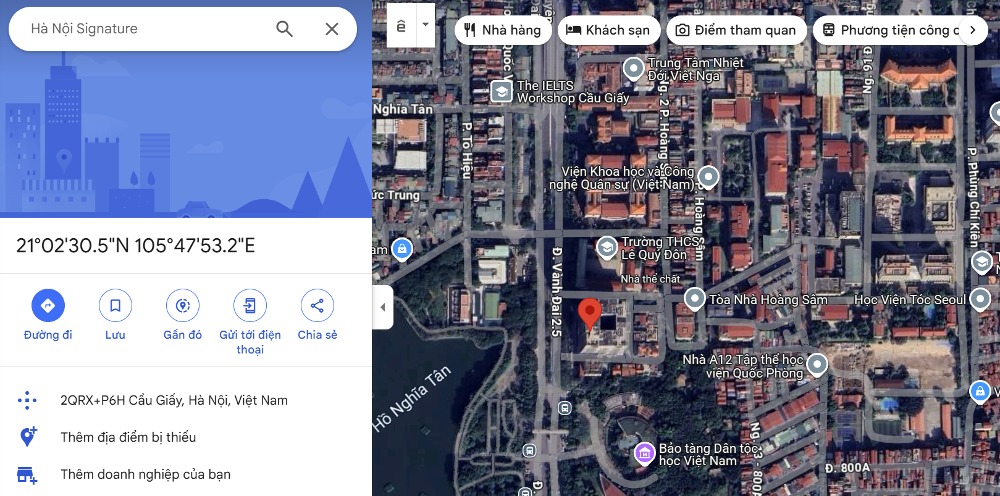 Hà Nội Signature
21°02'30.5"N 105°47'53.2"E
Đường đi
Lưu
Gần đó
Gửi tới điện
thoại
Chia sẻ
2QRX+P6H Cầu Giấy, Hà Nội, Việt Nam
Thêm địa điểm bị thiếu
Thêm doanh nghiệp của bạn
ê
Nhà hàng
Khách sạn
Điểm tham quan
Phương tiện công c
Trung Tâm Nhiệt
Đới Việt Nga
The IELTS
Workshop Cầu Giấy
Nghĩa Tân
P. Tô Hiệu
Quốc V
Ng. 2 P. Hoàng S
Ng. 16 Đ
Viện Khoa học và Công
nghệ Quân sự (Việt Nam)
P. Hoàng Sâm
P. Phùng Chí Kiên
ức Trung
am
Trường THCS
Lê Quý Đôn
Nhà thể chất
Đ. Vành Đai 2.5
Tòa Nhà Hoàng Sâm
Học Viện Tóc Seoul
Nhà A12 Tập thể học
viện Quốc Phòng
Hồ Nghĩa Tân
Bảo tàng Dân tộc
học Việt Nam
Ng. 3 - 800A
Đ. 800A
Đ.